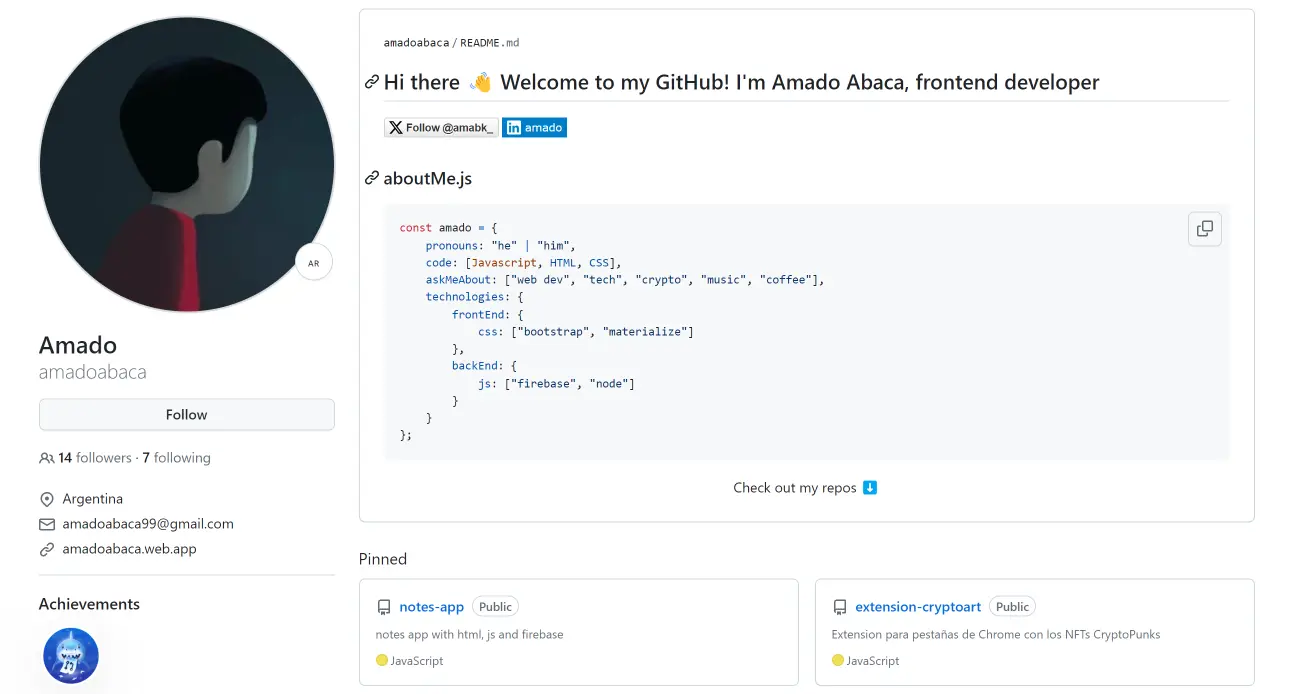 AR
Amado
amadoabaca
Follow
14 followers · 7 following
Argentina
amadoabaca99@gmail.com
amadoabaca.web.app
Achievements
amadoabaca/README.md
Hi there 👋 Welcome to my GitHub! I'm Amado Abaca, frontend developer
X Follow @amabk_ in amado
aboutMe.js
const amado = {
    pronouns: "he" | "him",
    code: [Javascript, HTML, CSS],
    askMeAbout: ["web dev", "tech", "crypto", "music", "coffee"],
    technologies: {
        frontEnd: {
            css: ["bootstrap", "materialize"]
        },
        backEnd: {
            js: ["firebase", "node"]
        }
    }
};
Check out my repos ⬇️
Pinned
notes-app Public
notes app with html, js and firebase
JavaScript
extension-cryptoart Public
Extension para pestañas de Chrome con los NFTs CryptoPunks
JavaScript